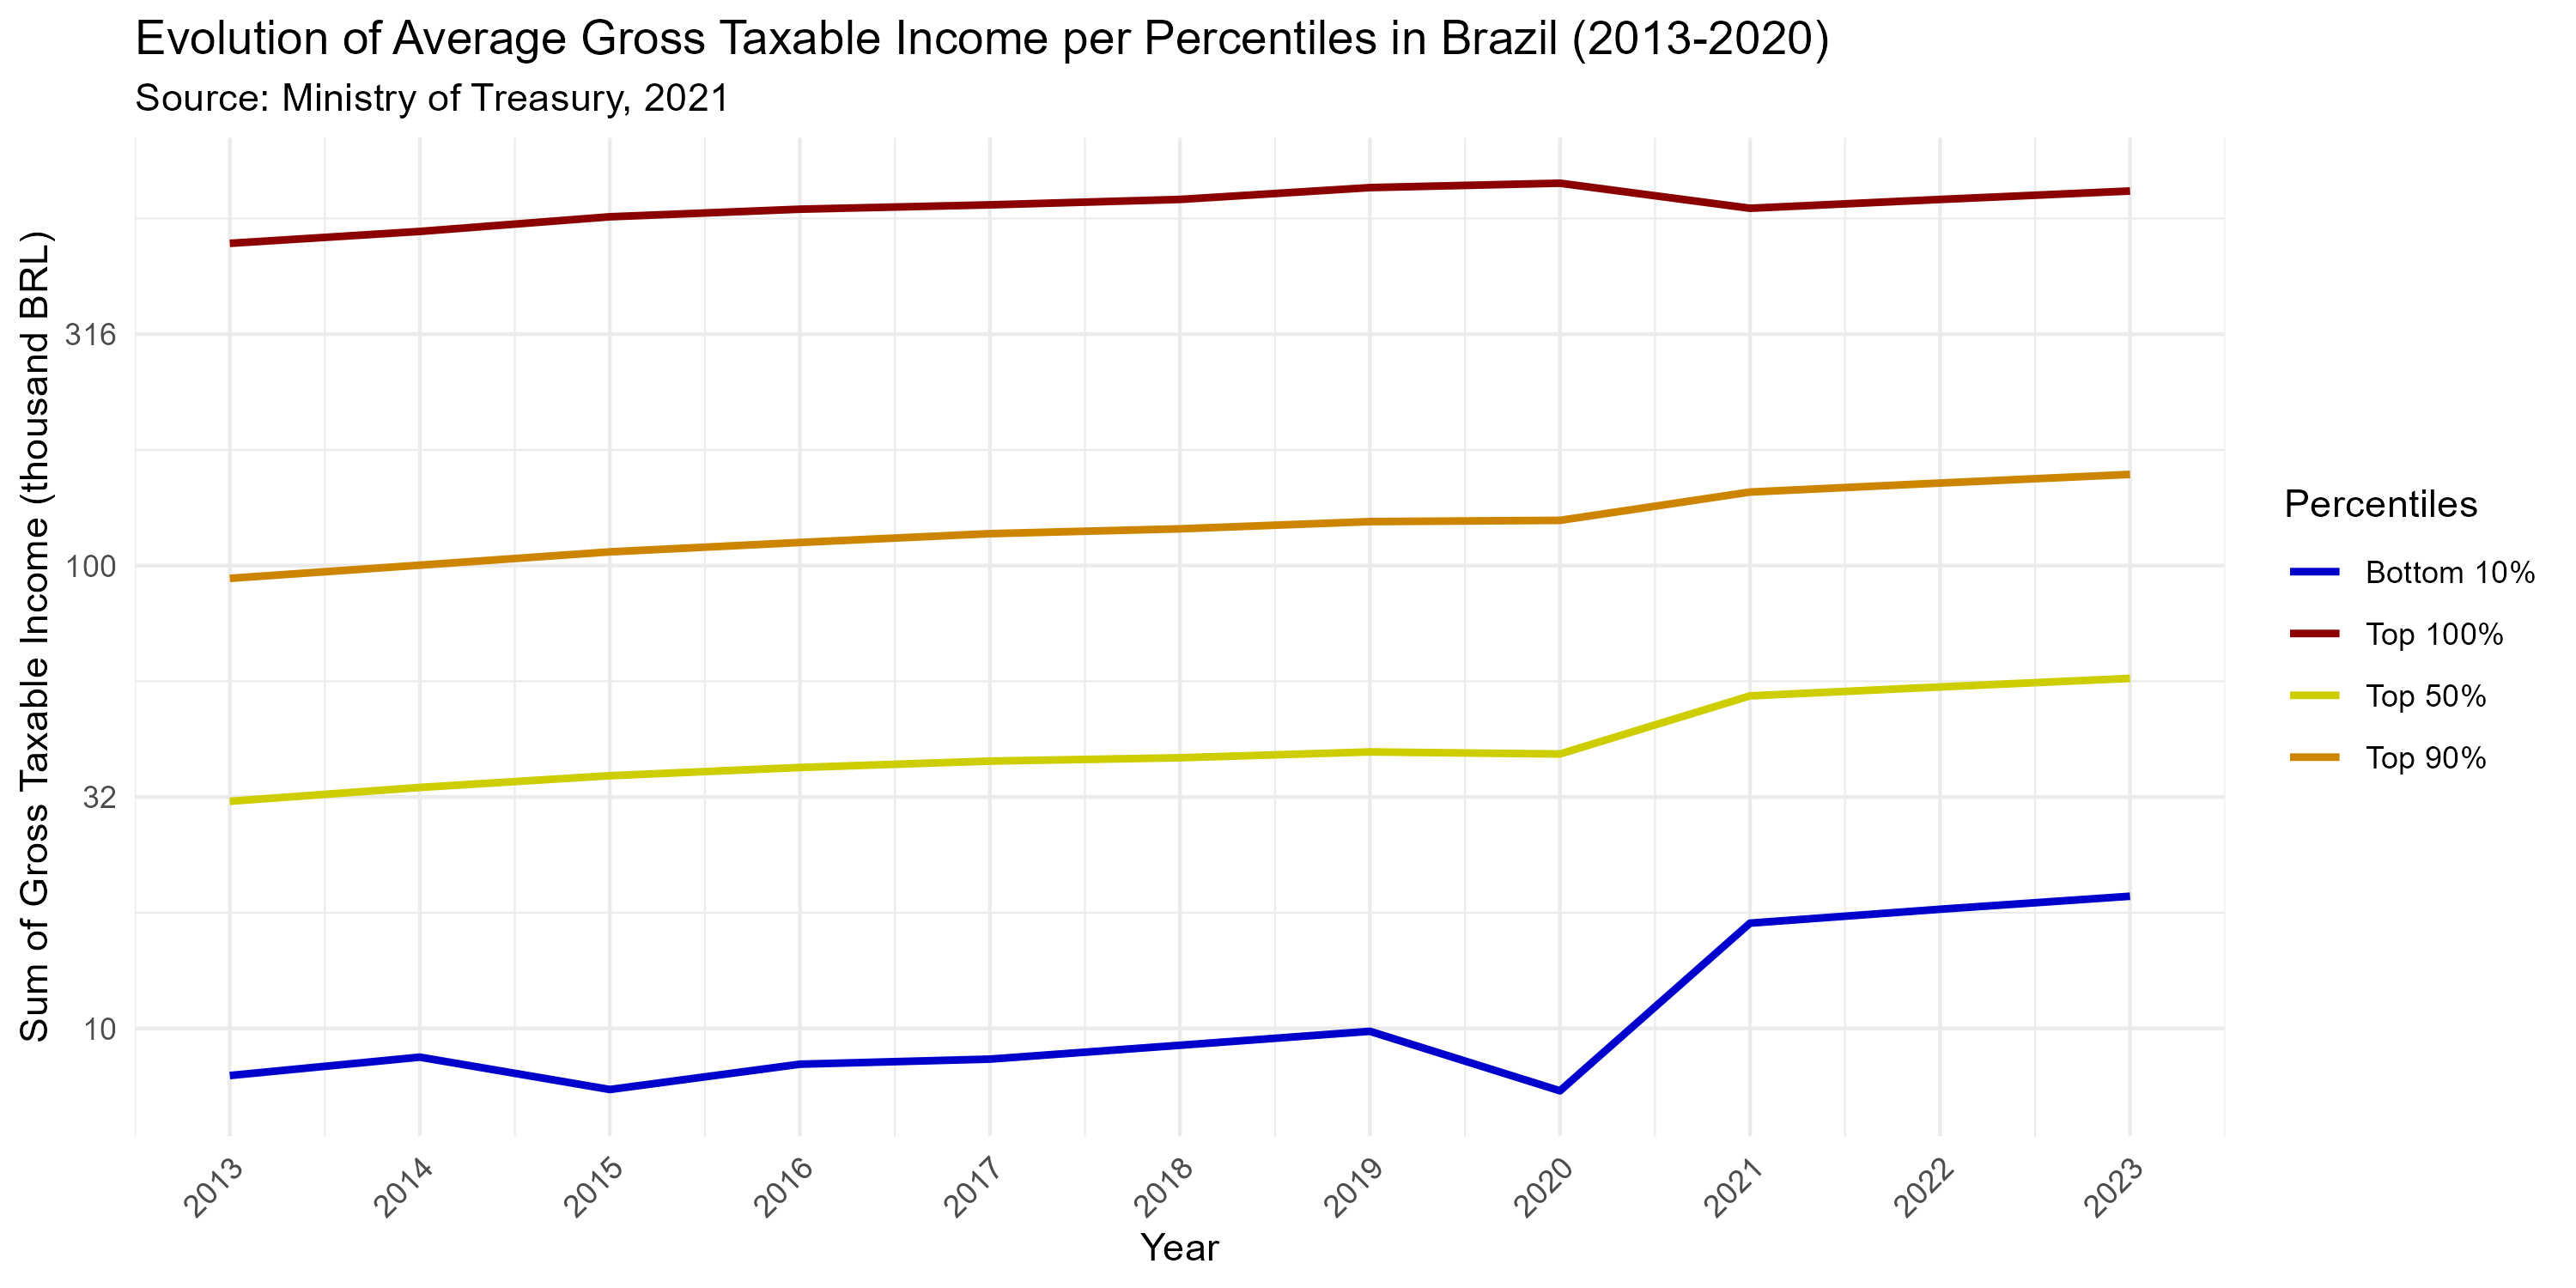 Evolution of Average Gross Taxable Income per Percentiles in Brazil (2013-2020)
Source: Ministry of Treasury, 2021
Sum of Gross Taxable Income (thousand BRL)
316
100
32
10
2013
2014
2015
2016
2017
2018
2019
2020
2021
2022
2023
Year
Percentiles
Bottom 10%
Top 100%
Top 50%
Top 90%